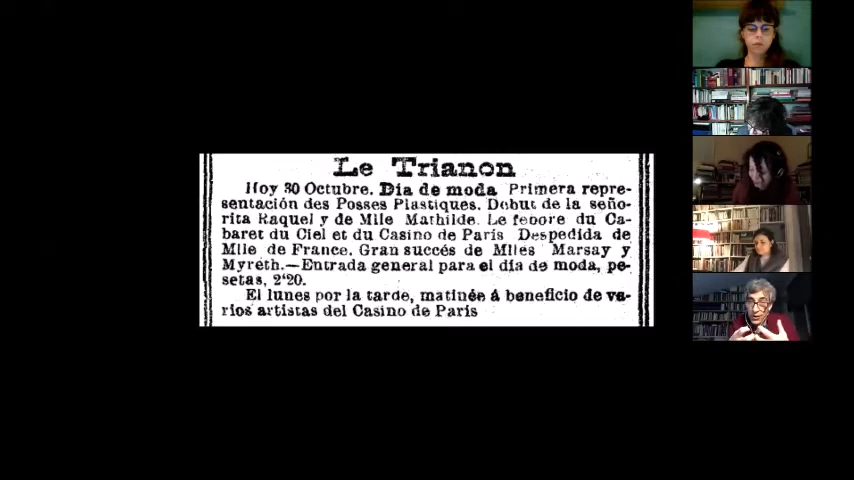 Le Trianon
Hoy 30 Octubre. Dia de moda Primera repre-
sentación des Posses Plastiques. Debut de la seño-
rita Raquel y de Mlle Mathilde. Le febore du Ca-
baret du Ciel et du Casino de Paris Despedida de
Mlle de France. Gran succés de Mlles Marsay y
Myreth.—Entrada general para el dia de moda, pe-
setas, 2'20.
El lunes por la tarde, matinée á beneficio de va-
rios artistas del Casino de Paris